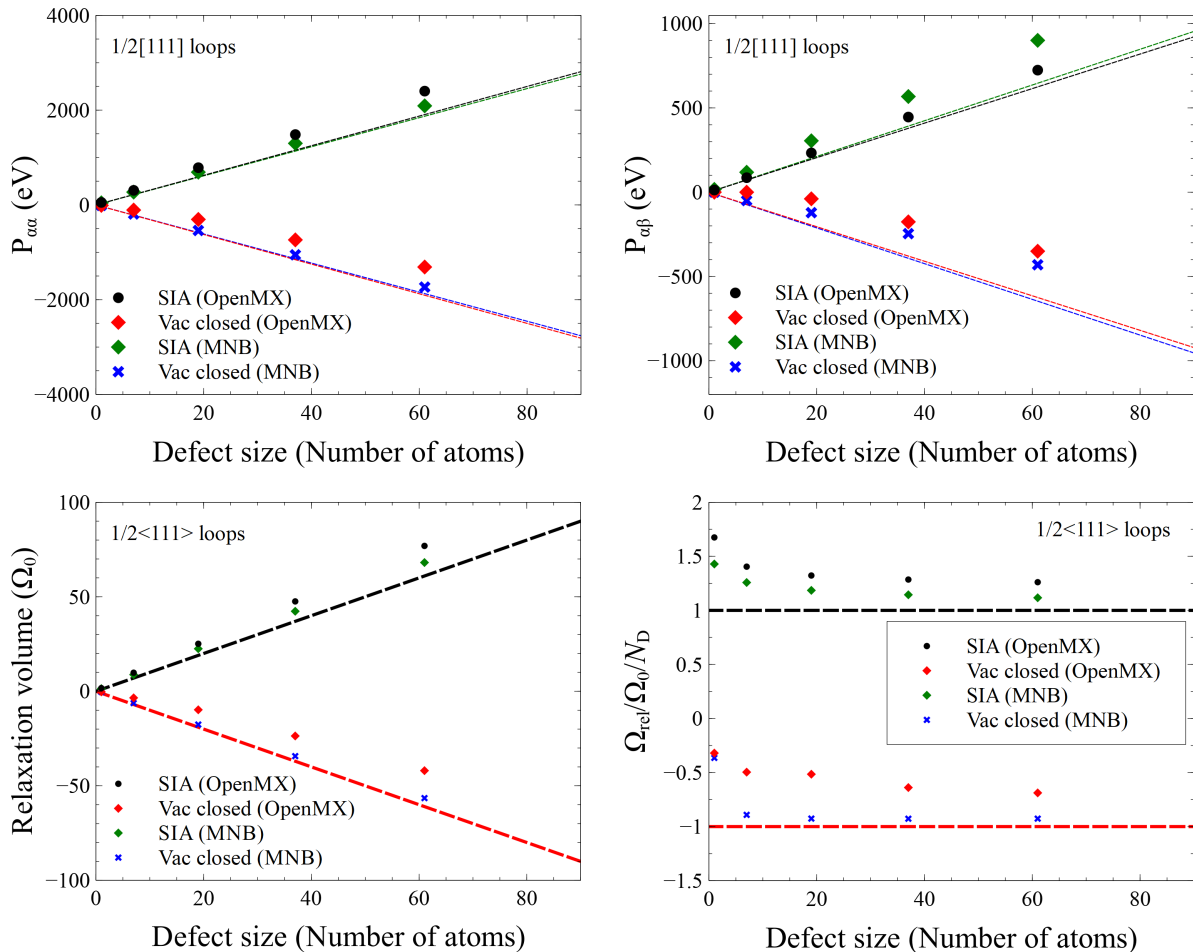 4000
2000
0
−2000
−4000
P_αα (eV)
1/2[111] loops
SIA (OpenMX)
Vac closed (OpenMX)
SIA (MNB)
Vac closed (MNB)
0 20 40 60 80
Defect size (Number of atoms)
1000
500
0
−500
−1000
P_αβ (eV)
1/2[111] loops
SIA (OpenMX)
Vac closed (OpenMX)
SIA (MNB)
Vac closed (MNB)
0 20 40 60 80
Defect size (Number of atoms)
100
50
0
−50
−100
Relaxation volume (Ω₀)
1/2<111> loops
SIA (OpenMX)
Vac closed (OpenMX)
SIA (MNB)
Vac closed (MNB)
0 20 40 60 80
Defect size (Number of atoms)
2
1.5
1
0.5
0
−0.5
−1
−1.5
Ω_rel/Ω₀/N_D
1/2<111> loops
SIA (OpenMX)
Vac closed (OpenMX)
SIA (MNB)
Vac closed (MNB)
0 20 40 60 80
Defect size (Number of atoms)